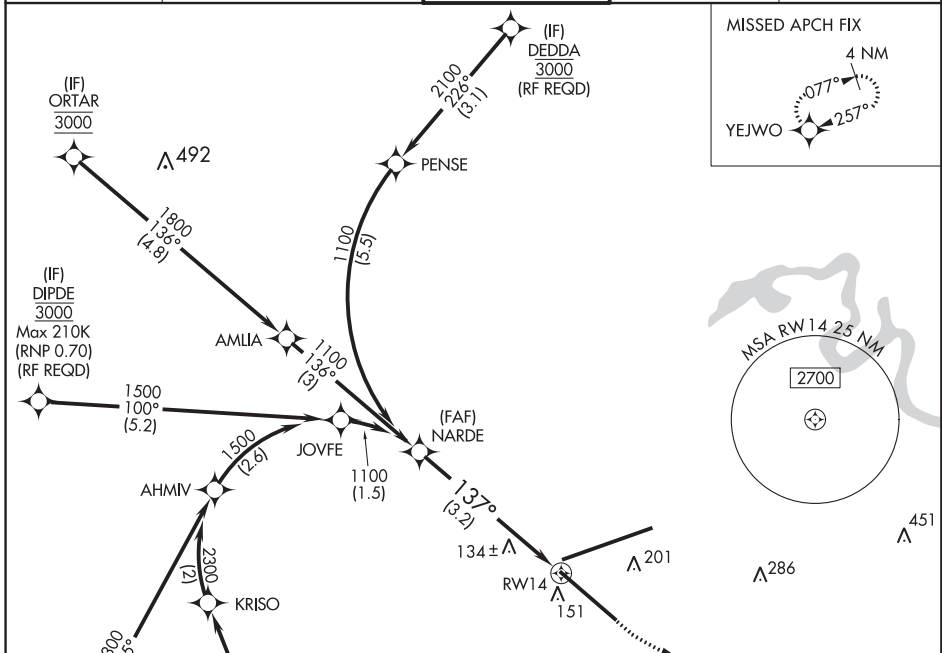 (IF)
DEDDA
3000
(RF REQD)
2100
226°
(3.1)
MISSED APCH FIX
4 NM
077°
257°
YEJWO
(IF)
ORTAR
3000
492
PENSE
1800
136°
(4.8)
1100
(5.5)
(IF)
DIPDE
3000
Max 210K
(RNP 0.70)
(RF REQD)
AMLIA
1100
136°
(3)
MSA RW14 25 NM
2700
1500
100°
(5.2)
JOVFE
(FAF)
NARDE
1500
(2.6)
1100
(1.5)
AHMIV
137°
(3.2)
134±
RW14
151
201
286
451
2300
(2)
KRISO